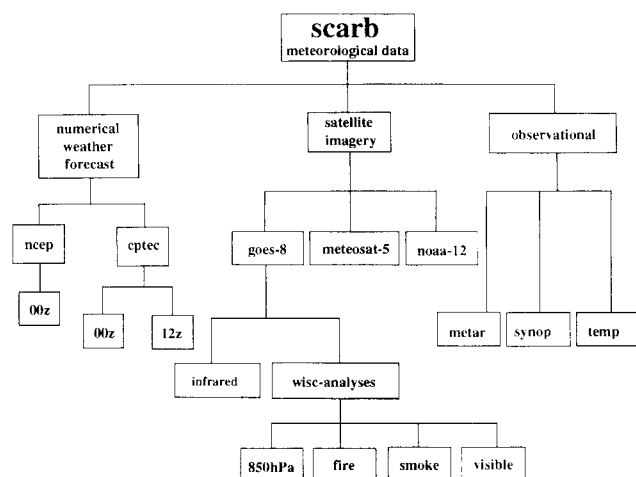 scarb
meteorological data
numerical
weather
forecast
satellite
imagery
observational
ncep
cptec
goes-8
meteosat-5
noaa-12
00z
00z
12z
metar
synop
temp
infrared
wisc-analyses
850hPa
fire
smoke
visible